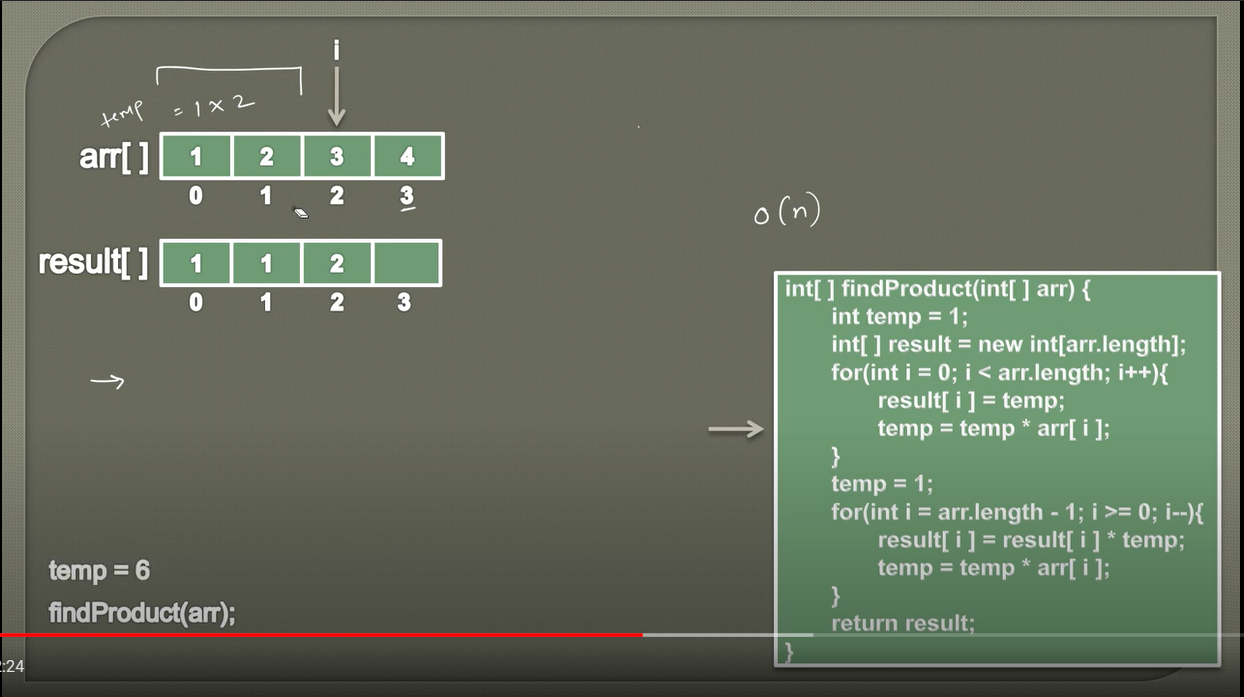 i
temp = 1 × 2
arr[ ] 1 2 3 4
0 1 2 3
o(n)
result[ ] 1 1 2
0 1 2 3
int[ ] findProduct(int[ ] arr) {
int temp = 1;
int[ ] result = new int[arr.length];
for(int i = 0; i < arr.length; i++){
result[ i ] = temp;
temp = temp * arr[ i ];
}
temp = 1;
for(int i = arr.length - 1; i >= 0; i--){
result[ i ] = result[ i ] * temp;
temp = temp * arr[ i ];
}
return result;
}
temp = 6
findProduct(arr);
:24